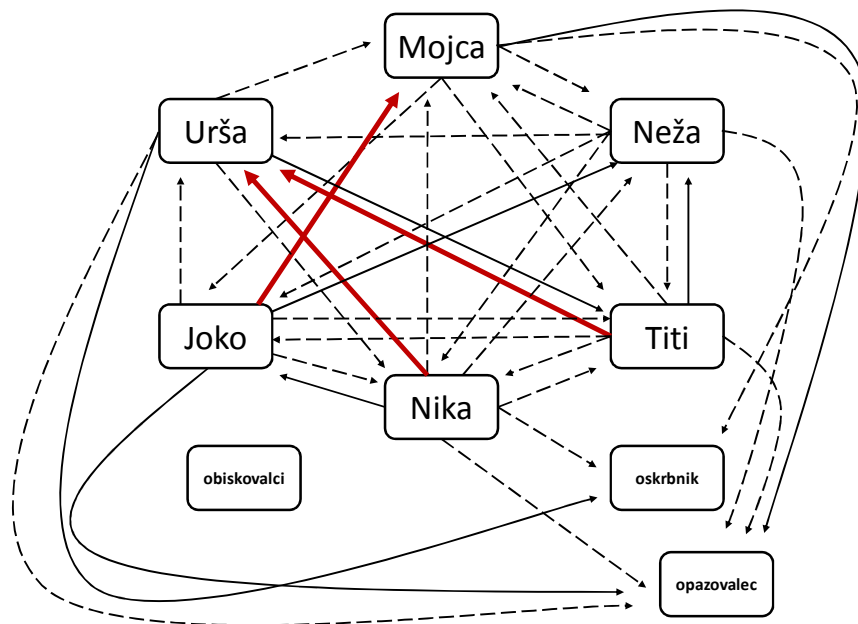 Mojca
Urša
Neža
Joko
Titi
Nika
obiskovalci
oskrbnik
opazovalec